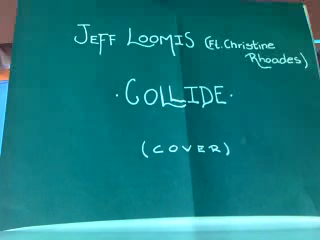 JEFF LOOMIS (Ft. Christine
Rhoades)
· COLLIDE ·
(COVER)